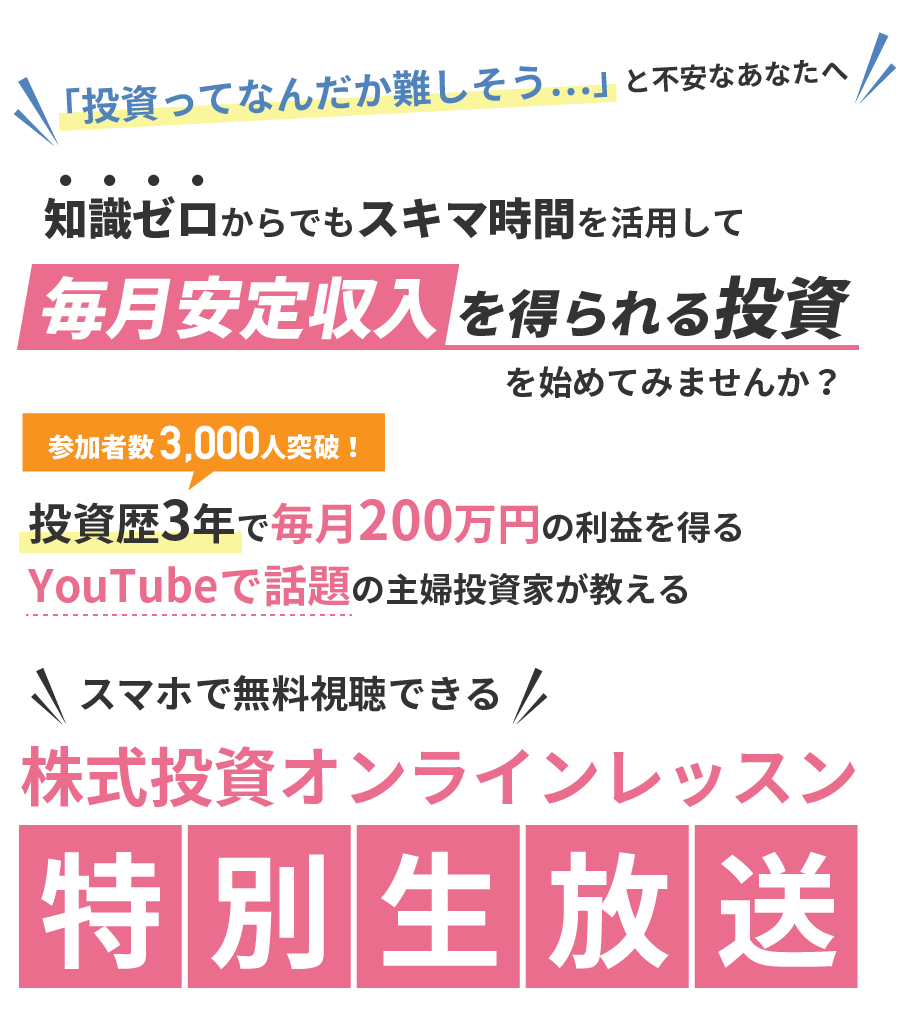 「投資ってなんだか難しそう…」と不安なあなたへ
知識ゼロからでもスキマ時間を活用して
毎月安定収入を得られる投資
を始めてみませんか？
参加者数3,000人突破！
投資歴3年で毎月200万円の利益を得る
YouTubeで話題の主婦投資家が教える
スマホで無料視聴できる
株式投資オンラインレッスン
特別生放送